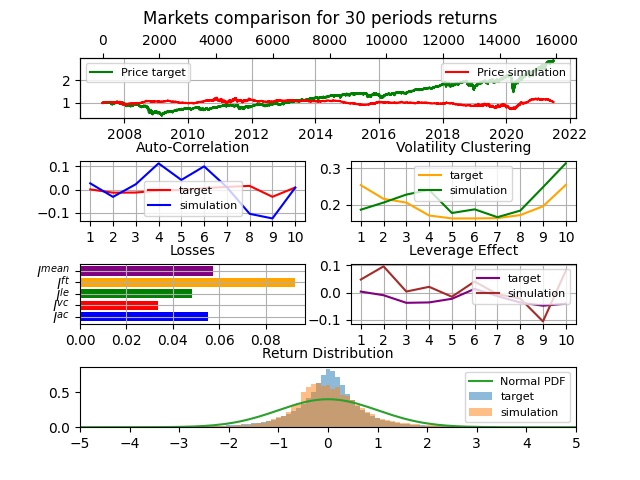 Markets comparison for 30 periods returns
0 2000 4000 6000 8000 10000 12000 14000 16000
Price target
Price simulation
2
1
2008 2010 2012 2014 2016 2018 2020 2022
Auto-Correlation
0.1
0.0
−0.1
target
simulation
1 2 3 4 5 6 7 8 9 10
Volatility Clustering
0.3
0.2
target
simulation
1 2 3 4 5 6 7 8 9 10
Losses
l^mean
l^ft
l^le
l^vc
l^ac
0.00 0.02 0.04 0.06 0.08
Leverage Effect
0.1
0.0
−0.1
target
simulation
1 2 3 4 5 6 7 8 9 10
Return Distribution
0.5
0.0
Normal PDF
target
simulation
−5 −4 −3 −2 −1 0 1 2 3 4 5